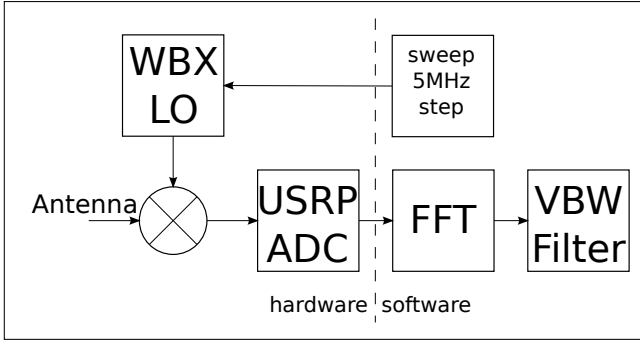 WBX
LO
sweep
5MHz
step
Antenna
USRP
ADC
FFT
VBW
Filter
hardware
software